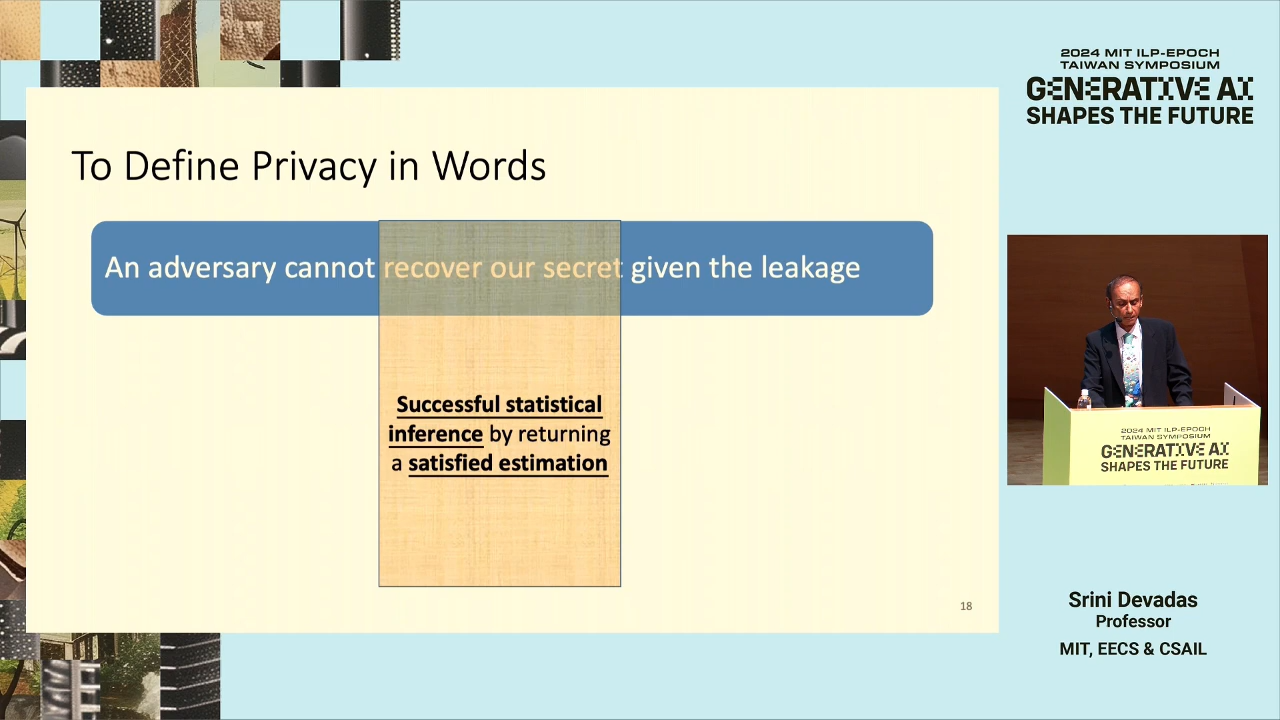 2024 MIT ILP-EPOCH
TAIWAN SYMPOSIUM
GENERATIVE AI
SHAPES THE FUTURE
To Define Privacy in Words
An adversary cannot recover our secret given the leakage
Successful statistical
inference by returning
a satisfied estimation
18
2024 MIT ILP-EPOCH
TAIWAN SYMPOSIUM
GENERATIVE AI
SHAPES THE FUTURE
Srini Devadas
Professor
MIT, EECS & CSAIL